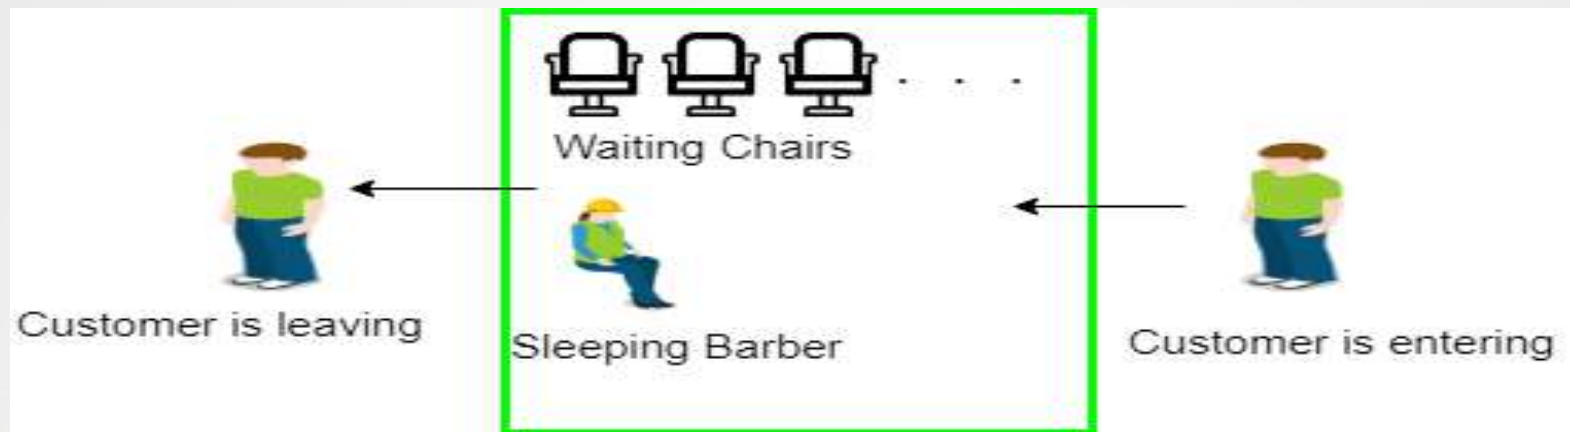 Waiting Chairs
Customer is leaving
Sleeping Barber
Customer is entering